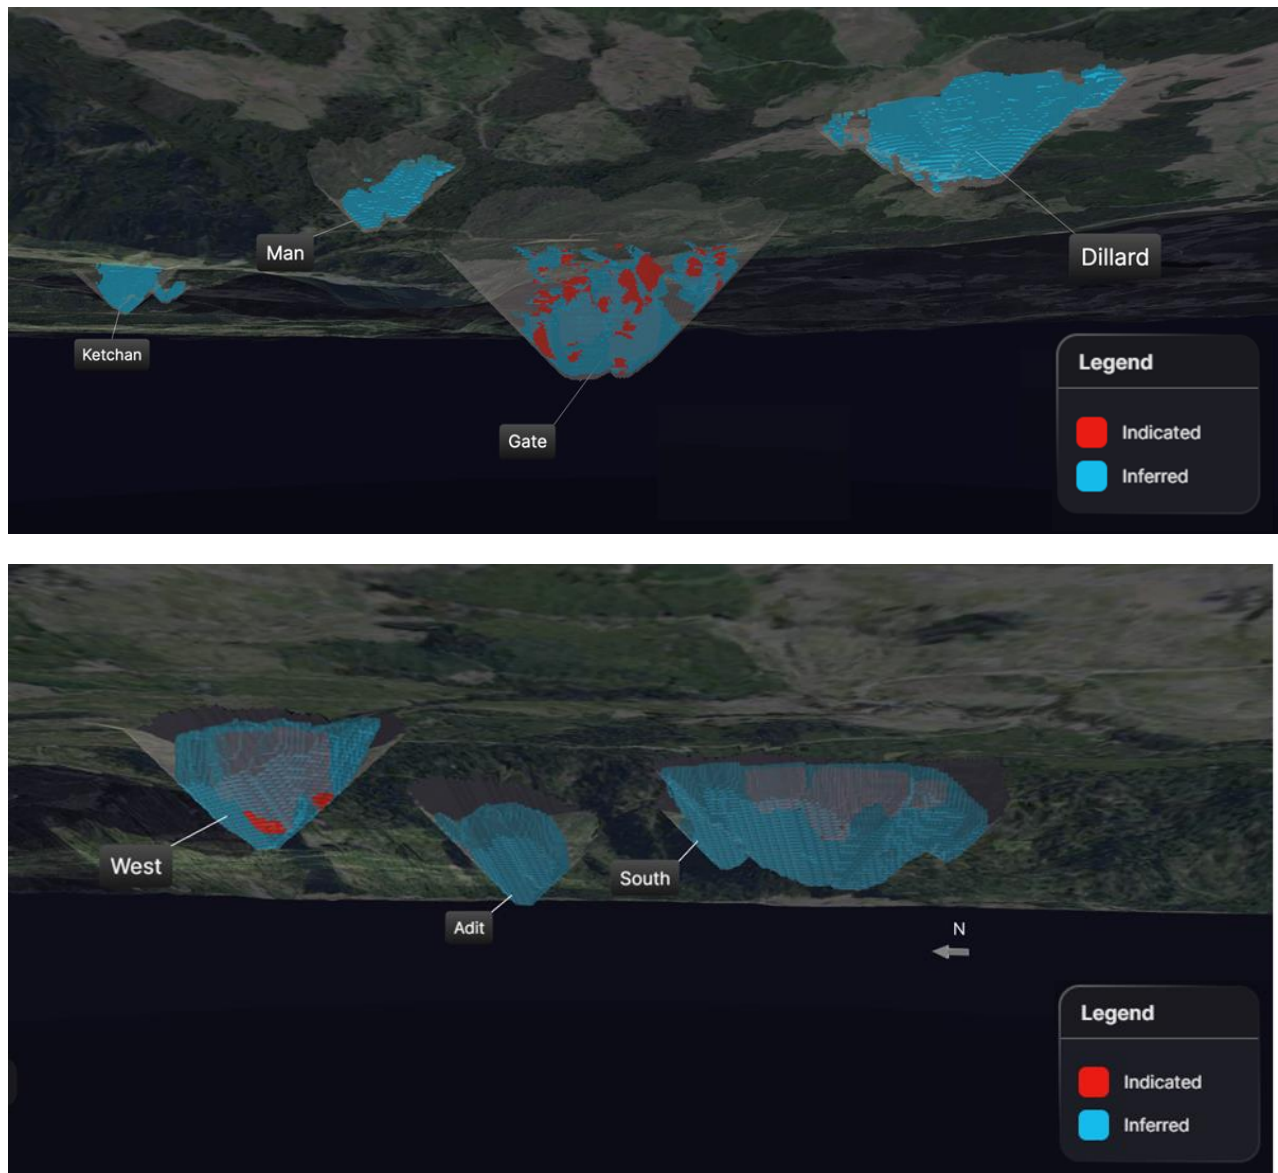 Man
Dillard
Ketchan
Gate
Legend
Indicated
Inferred
West
South
Adit
N
Legend
Indicated
Inferred